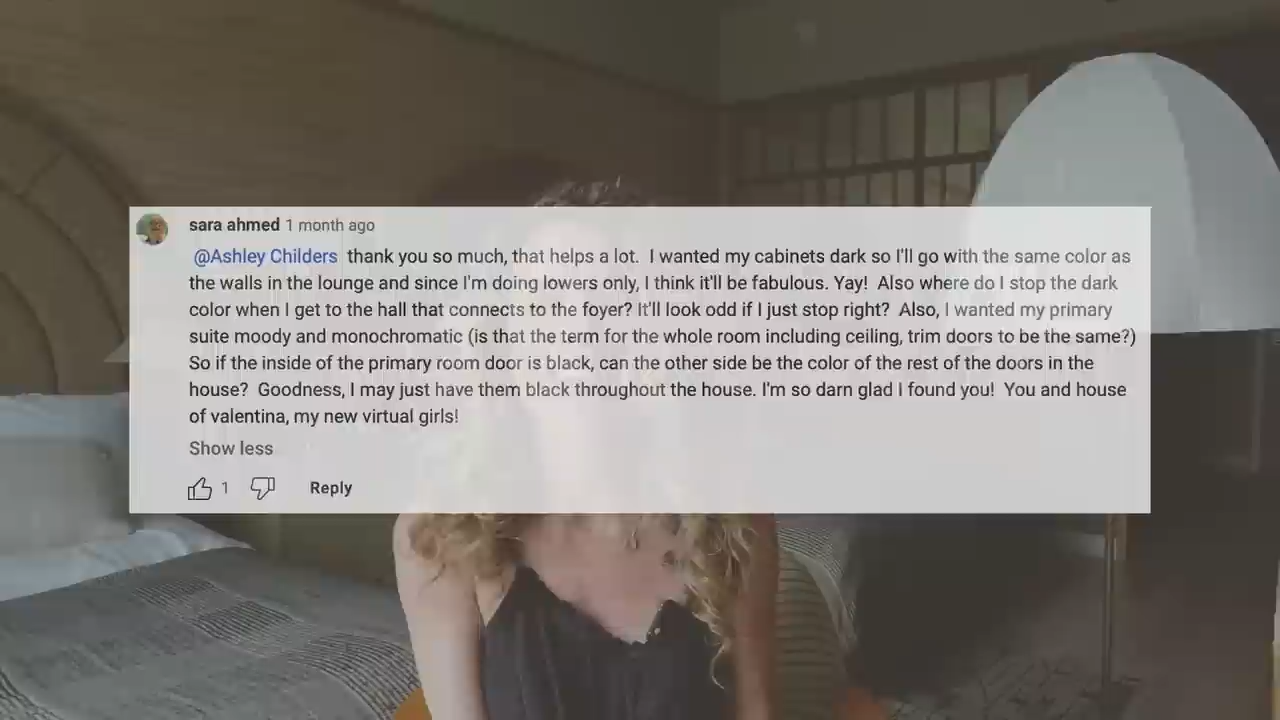 sara ahmed 1 month ago
@Ashley Childers thank you so much, that helps a lot. I wanted my cabinets dark so I'll go with the same color as
the walls in the lounge and since I'm doing lowers only, I think it'll be fabulous. Yay! Also where do I stop the dark
color when I get to the hall that connects to the foyer? It'll look odd if I just stop right? Also, I wanted my primary
suite moody and monochromatic (is that the term for the whole room including ceiling, trim doors to be the same?)
So if the inside of the primary room door is black, can the other side be the color of the rest of the doors in the
house? Goodness, I may just have them black throughout the house. I'm so darn glad I found you! You and house
of valentina, my new virtual girls!
Show less
1 Reply